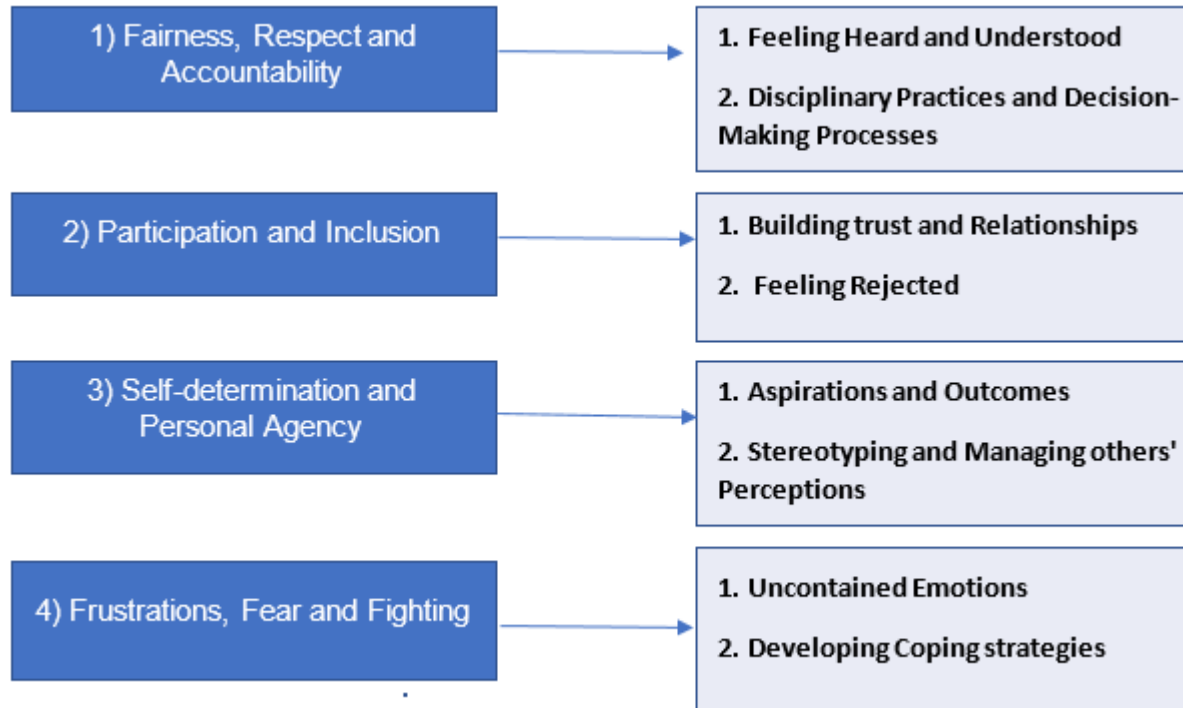 1) Fairness, Respect and
Accountability
1. Feeling Heard and Understood
2. Disciplinary Practices and Decision-
Making Processes
2) Participation and Inclusion
1. Building trust and Relationships
2. Feeling Rejected
3) Self-determination and
Personal Agency
1. Aspirations and Outcomes
2. Stereotyping and Managing others'
Perceptions
4) Frustrations, Fear and Fighting
1. Uncontained Emotions
2. Developing Coping strategies
.